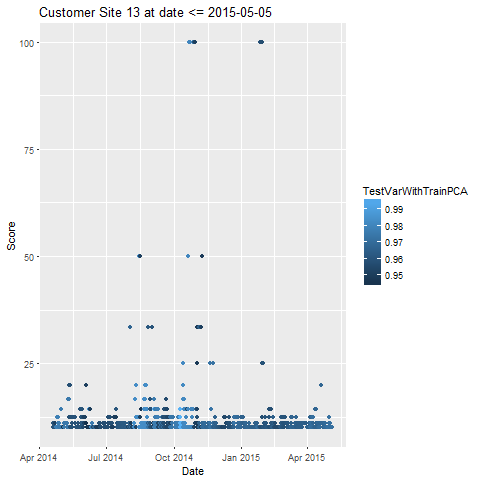 Customer Site 13 at date <= 2015-05-05
Score
100
75
50
25
Apr 2014
Jul 2014
Oct 2014
Jan 2015
Apr 2015
Date
TestVarWithTrainPCA
0.99
0.98
0.97
0.96
0.95